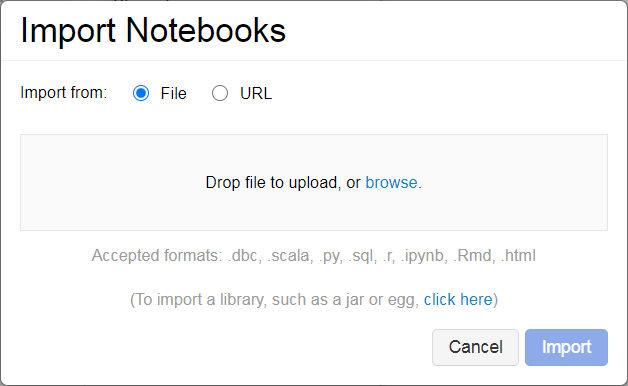 Import Notebooks
Import from: File URL
Drop file to upload, or browse.
Accepted formats: .dbc, .scala, .py, .sql, .r, .ipynb, .Rmd, .html
(To import a library, such as a jar or egg, click here)
Cancel Import